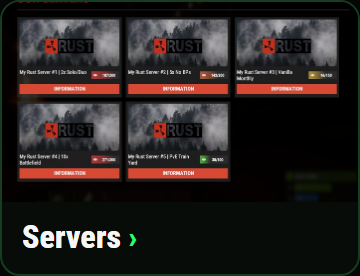 RUST
RUST
RUST
My Rust Server #1 | 2x Solo/Duo
My Rust Server #2 | 5x No BPs
My Rust Server #3 | Vanilla
Monthly
INFORMATION
INFORMATION
INFORMATION
RUST
RUST
My Rust Server #4 | 10x
Battlefield
My Rust Server #5 | PvE Train
Yard
INFORMATION
INFORMATION
Servers ›